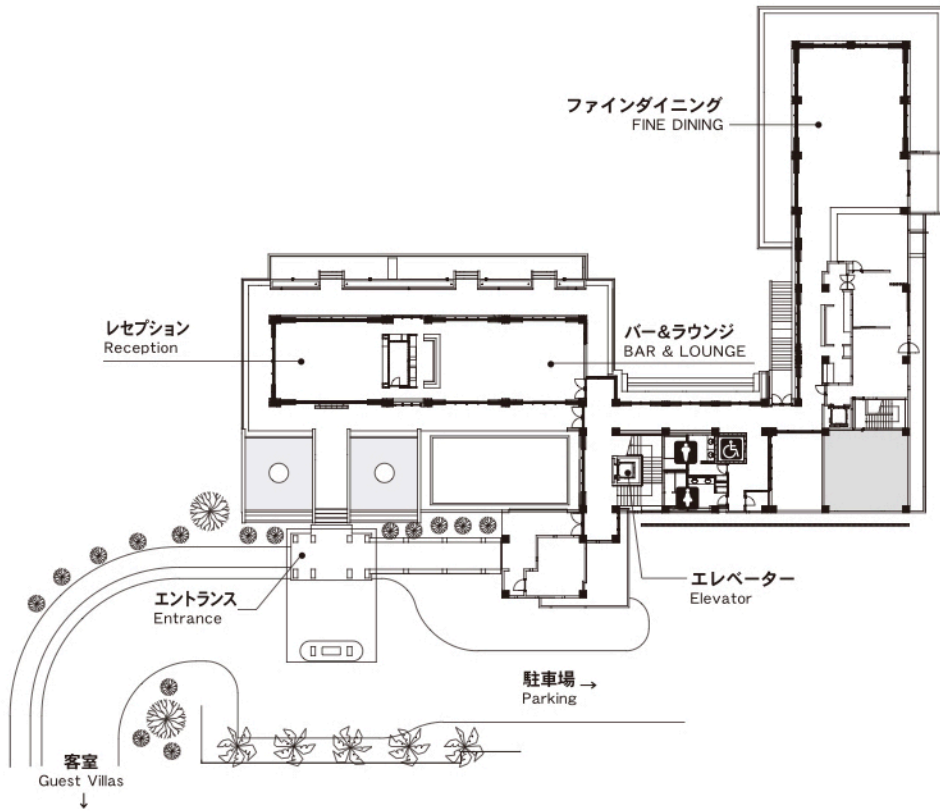 ファインダイニング
FINE DINING
レセプション
Reception
バー&ラウンジ
BAR & LOUNGE
エントランス
Entrance
エレベーター
Elevator
駐車場
Parking →
客室
Guest Villas
↓